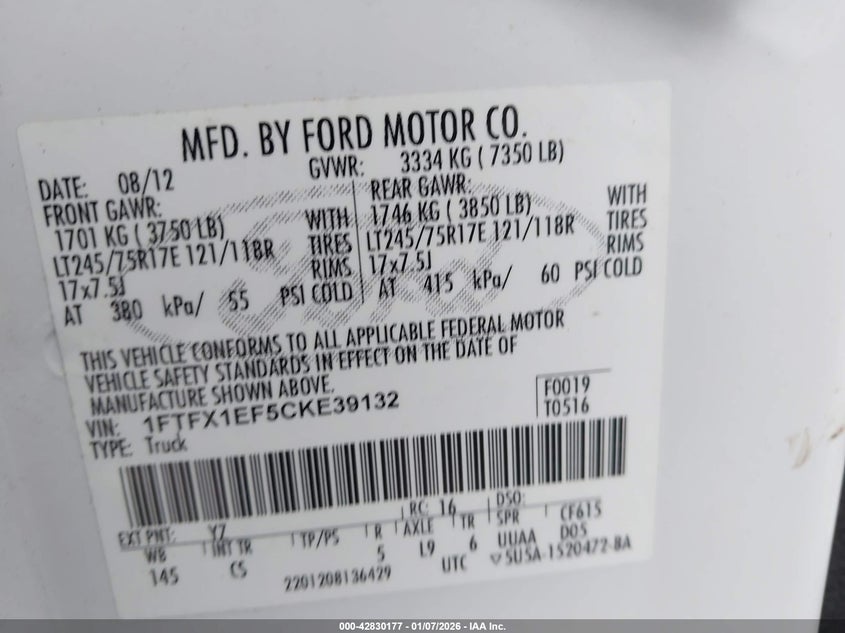 MFD. BY FORD MOTOR CO.
DATE: 08/12 GVWR: 3334 KG ( 7350 LB)
FRONT GAWR: REAR GAWR:
1701 KG ( 3750 LB) WITH 1746 KG ( 3850 LB) WITH
LT245/75R17E 121/118R TIRES LT245/75R17E 121/118R TIRES
17x7.5J RIMS 17x7.5J RIMS
AT 380 kPa/ 55 PSI COLD AT 415 kPa/ 60 PSI COLD
Ford
THIS VEHICLE CONFORMS TO ALL APPLICABLE FEDERAL MOTOR
VEHICLE SAFETY STANDARDS IN EFFECT ON THE DATE OF
MANUFACTURE SHOWN ABOVE.
VIN: 1FTFX1EF5CKE39132
TYPE: Truck
F0019
T0516
EXT PNT: YZ RC: 16 DSO:
WB INT TR TP/PS R AXLE TR SPR CF615
145 CS 5 L9 6 UUAA DOS
2201208136429 UTC ▽SU5A-1520472-BA
000-42830177 - 01/07/2026 - IAA Inc.